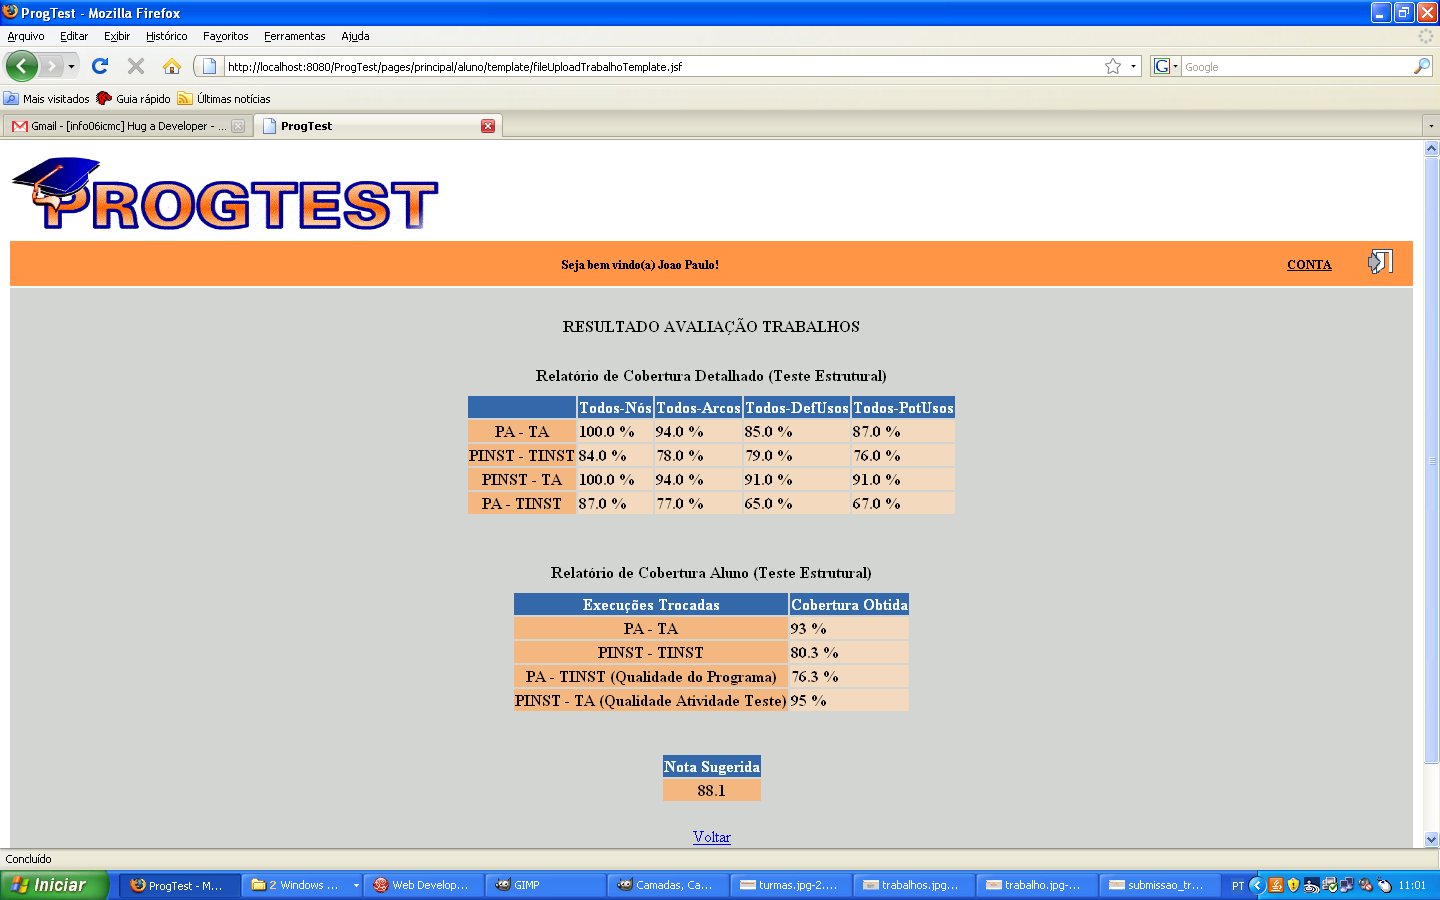 ProgTest - Mozilla Firefox
Arquivo Editar Exibir Histórico Favoritos Ferramentas Ajuda
http://localhost:8080/ProgTest/pages/principal/aluno/template/fileUploadTrabalhoTemplate.jsf
G Google
Mais visitados Guia rápido Últimas notícias
Gmail - [info06icmc] Hug a Developer - ... ProgTest
PROGTEST
Seja bem vindo(a) Joao Paulo! CONTA
RESULTADO AVALIAÇÃO TRABALHOS
Relatório de Cobertura Detalhado (Teste Estrutural)
Todos-Nós Todos-Arcos Todos-DefUsos Todos-PotUsos
PA - TA 100.0 % 94.0 % 85.0 % 87.0 %
PINST - TINST 84.0 % 78.0 % 79.0 % 76.0 %
PINST - TA 100.0 % 94.0 % 91.0 % 91.0 %
PA - TINST 87.0 % 77.0 % 65.0 % 67.0 %
Relatório de Cobertura Aluno (Teste Estrutural)
Execuções Trocadas Cobertura Obtida
PA - TA 93 %
PINST - TINST 80.3 %
PA - TINST (Qualidade do Programa) 76.3 %
PINST - TA (Qualidade Atividade Teste) 95 %
Nota Sugerida
88.1
Voltar
Concluído
Iniciar ProgTest - M... 2 Windows ... Web Develop... GIMP Camadas, Ca... turmas.jpg-2.... trabalhos.jpg... trabalho.jpg-... submissao_tr... PT 11:01